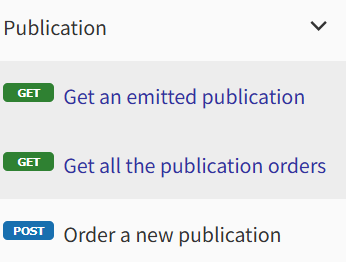 Publication
GET Get an emitted publication
GET Get all the publication orders
POST Order a new publication